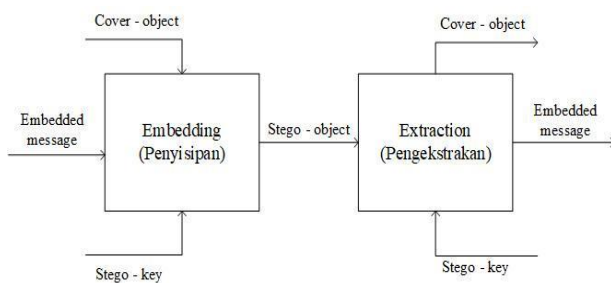 Cover - object
Cover - object
Embedded
message
Embedding
(Penyisipan)
Stego - object
Extraction
(Pengekstrakan)
Embedded
message
Stego - key
Stego - key